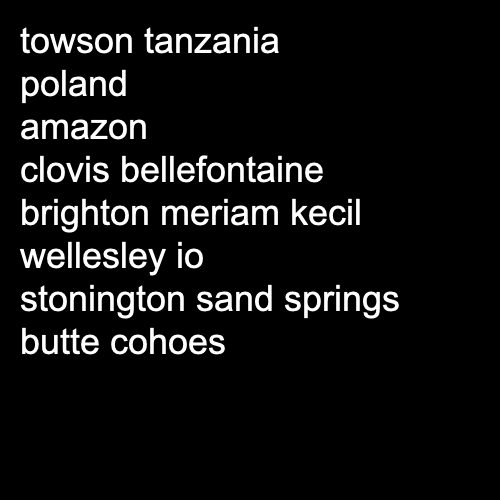 towson tanzania
poland
amazon
clovis bellefontaine
brighton meriam kecil
wellesley io
stonington sand springs
butte cohoes